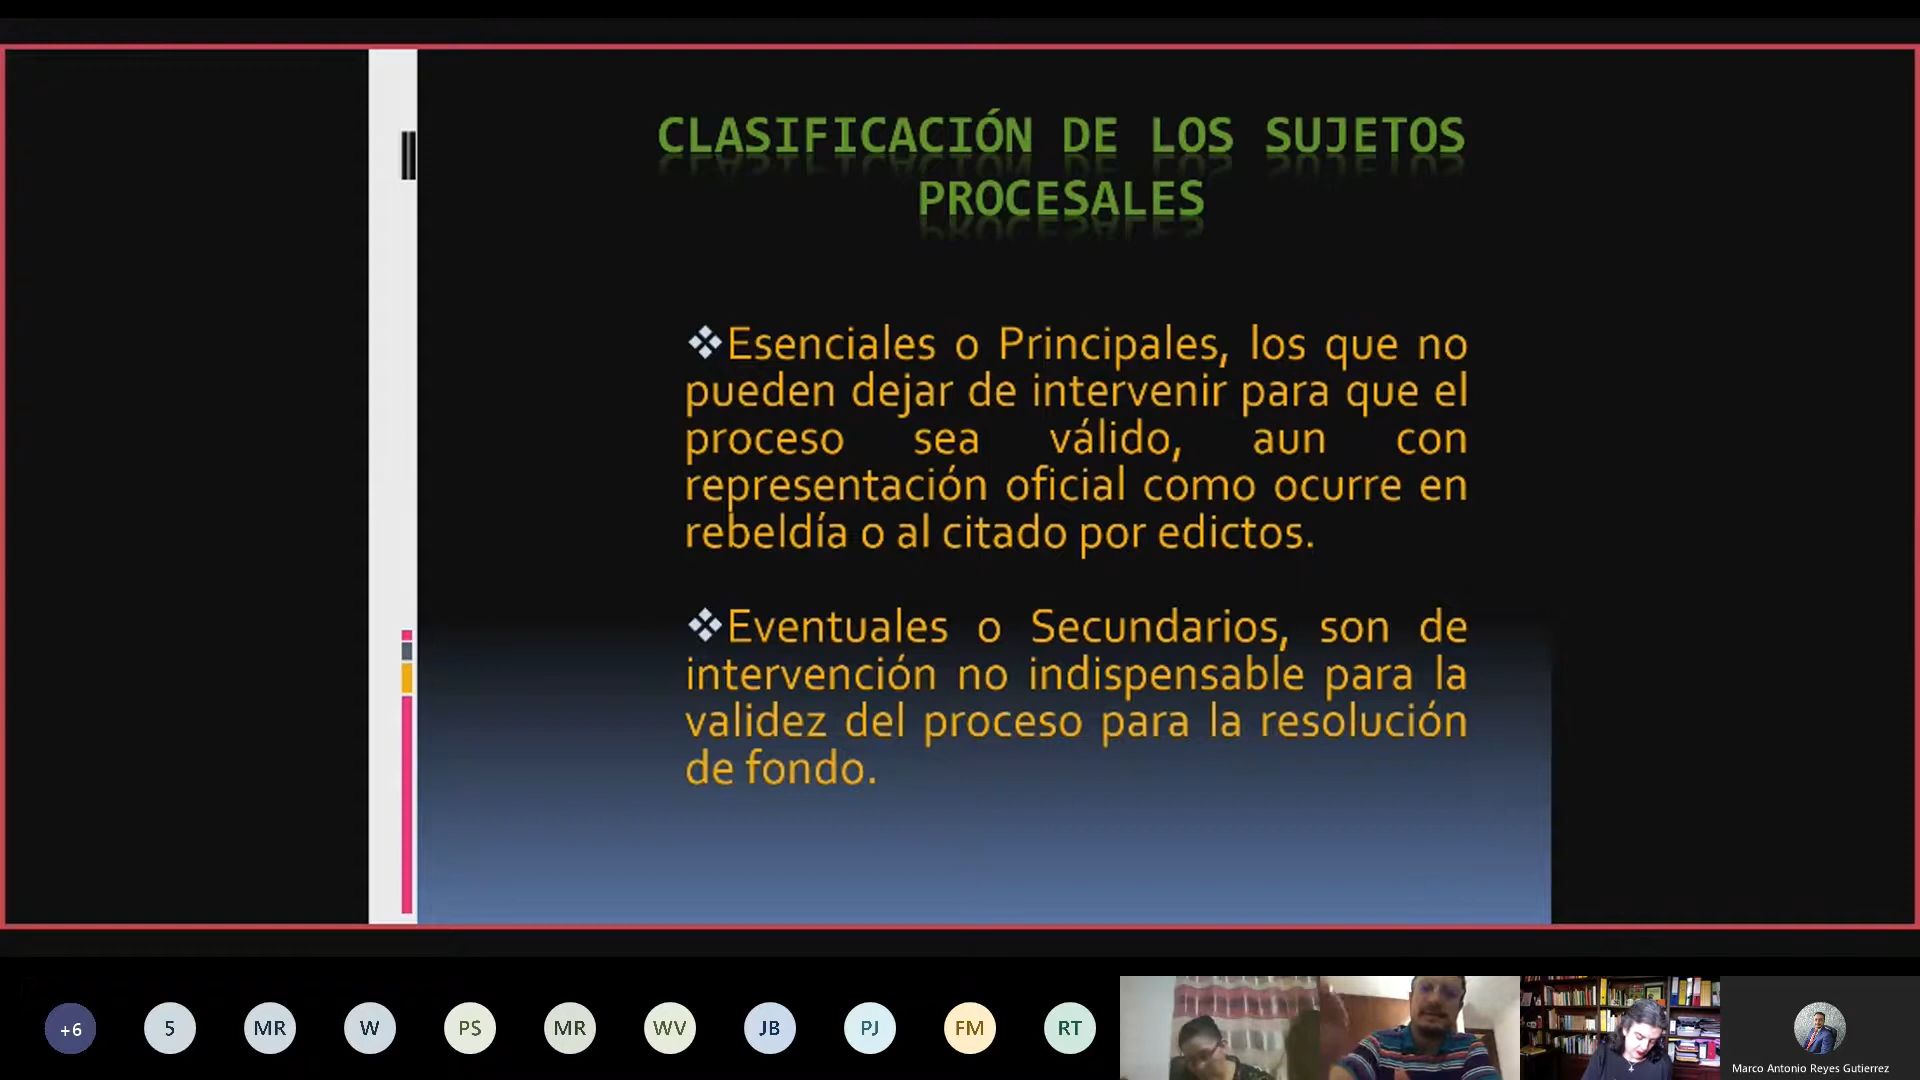 CLASIFICACIÓN DE LOS SUJETOS
PROCESALES
❖Esenciales o Principales, los que no
pueden dejar de intervenir para que el
proceso sea válido, aun con
representación oficial como ocurre en
rebeldía o al citado por edictos.
❖Eventuales o Secundarios, son de
intervención no indispensable para la
validez del proceso para la resolución
de fondo.
+6 5 MR W PS MR WV JB PJ FM RT
Marco Antonio Reyes Gutierrez